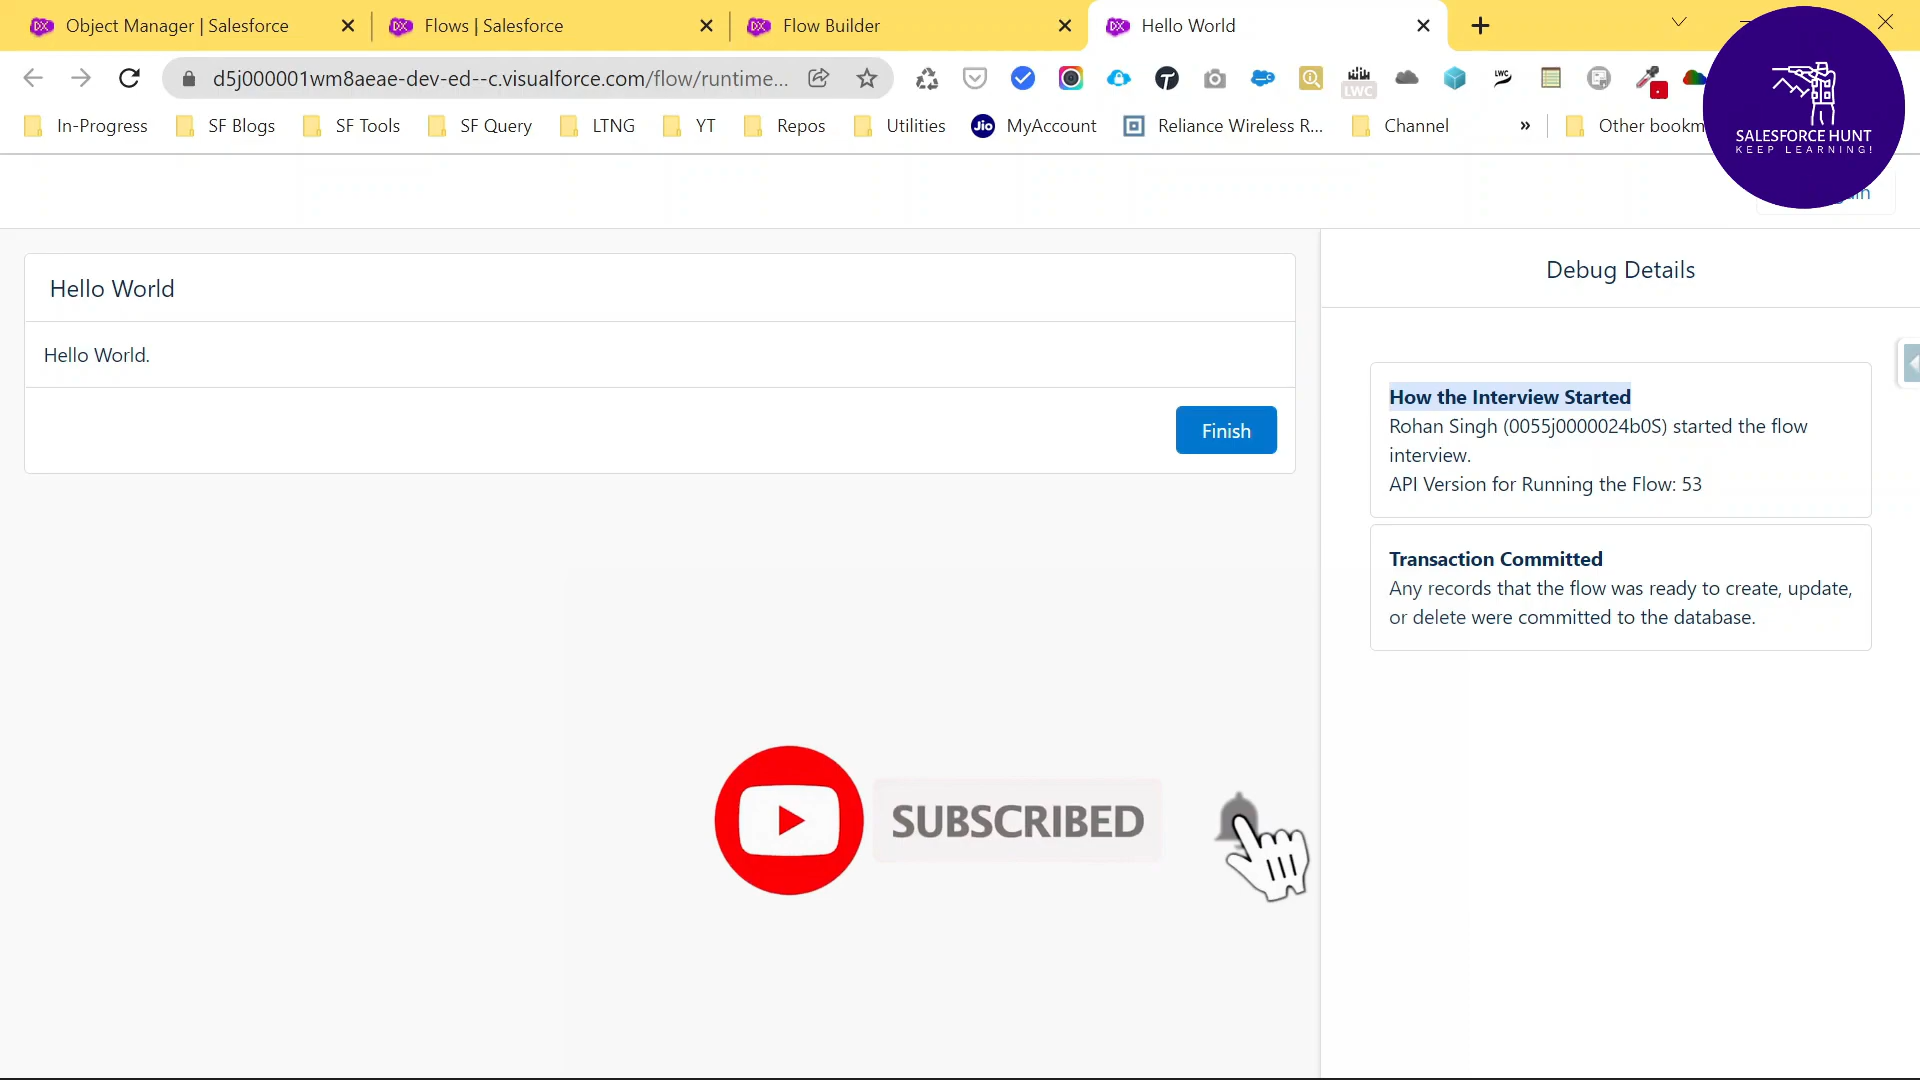 Object Manager | Salesforce
Flows | Salesforce
Flow Builder
Hello World
d5j000001wm8aeae-dev-ed--c.visualforce.com/flow/runtime...
LWC
LWC
In-Progress
SF Blogs
SF Tools
SF Query
LTNG
YT
Repos
Utilities
Jio
MyAccount
Reliance Wireless R...
Channel
»
Other bookm
SALESFORCE HUNT
KEEP LEARNING!
Hello World
Hello World.
Finish
Debug Details
How the Interview Started
Rohan Singh (0055j0000024b0S) started the flow
interview.
API Version for Running the Flow: 53
Transaction Committed
Any records that the flow was ready to create, update,
or delete were committed to the database.
SUBSCRIBED